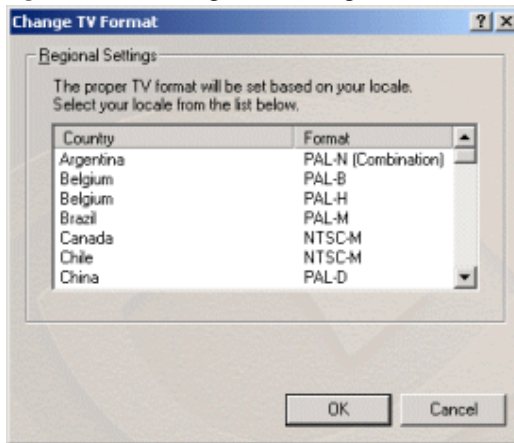 Change TV Format
Regional Settings
The proper TV format will be set based on your locale.
Select your locale from the list below.
Country Format
Argentina PAL-N (Combination)
Belgium PAL-B
Belgium PAL-H
Brazil PAL-M
Canada NTSC-M
Chile NTSC-M
China PAL-D
OK Cancel